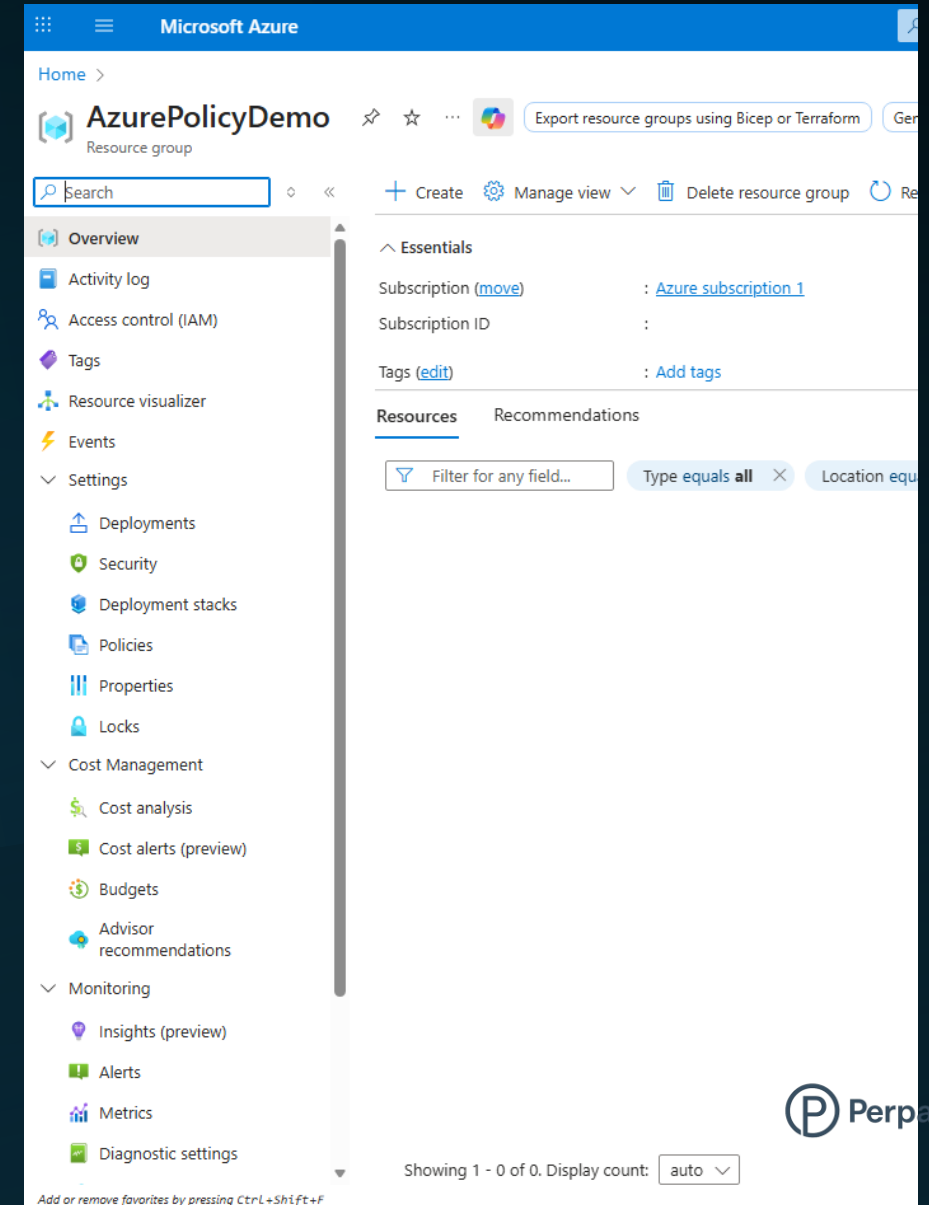 Microsoft Azure
Home >
AzurePolicyDemo
Resource group
Export resource groups using Bicep or Terraform
Search
Create
Manage view
Delete resource group
Overview
Activity log
Access control (IAM)
Tags
Resource visualizer
Events
Settings
Deployments
Security
Deployment stacks
Policies
Properties
Locks
Cost Management
Cost analysis
Cost alerts (preview)
Budgets
Advisor
recommendations
Monitoring
Insights (preview)
Alerts
Metrics
Diagnostic settings
Add or remove favorites by pressing Ctrl+Shift+F
Essentials
Subscription (move) : Azure subscription 1
Subscription ID :
Tags (edit) : Add tags
Resources Recommendations
Filter for any field...
Type equals all
Location
Showing 1 - 0 of 0. Display count: auto